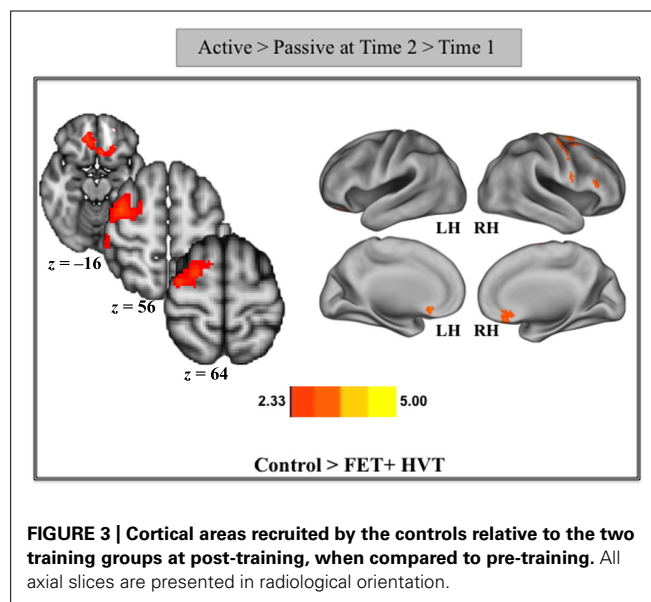 Active > Passive at Time 2 > Time 1
z = –16
z = 56
z = 64
LH RH
LH RH
2.33 5.00
Control > FET+ HVT
FIGURE 3 | Cortical areas recruited by the controls relative to the two
training groups at post-training, when compared to pre-training. All
axial slices are presented in radiological orientation.